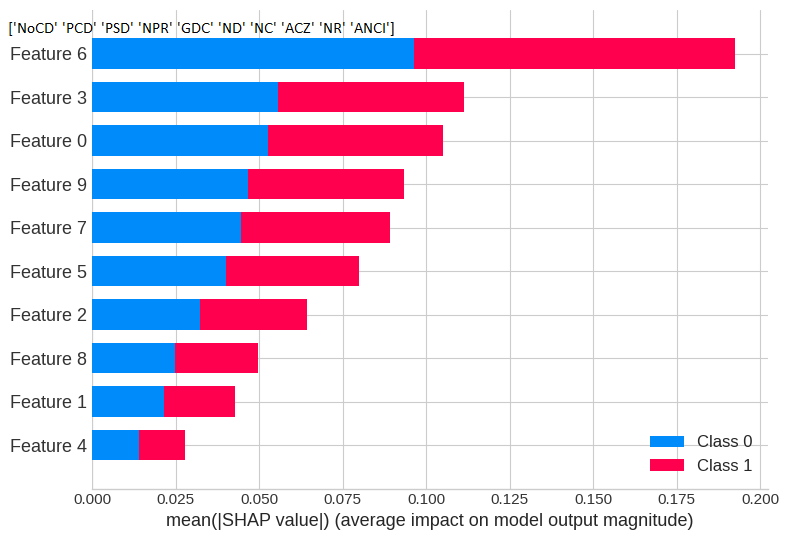 ['NoCD' 'PCD' 'PSD' 'NPR' 'GDC' 'ND' 'NC' 'ACZ' 'NR' 'ANCI']
Feature 6
Feature 3
Feature 0
Feature 9
Feature 7
Feature 5
Feature 2
Feature 8
Feature 1
Feature 4
Class 0
Class 1
0.000 0.025 0.050 0.075 0.100 0.125 0.150 0.175 0.200
mean(|SHAP value|) (average impact on model output magnitude)